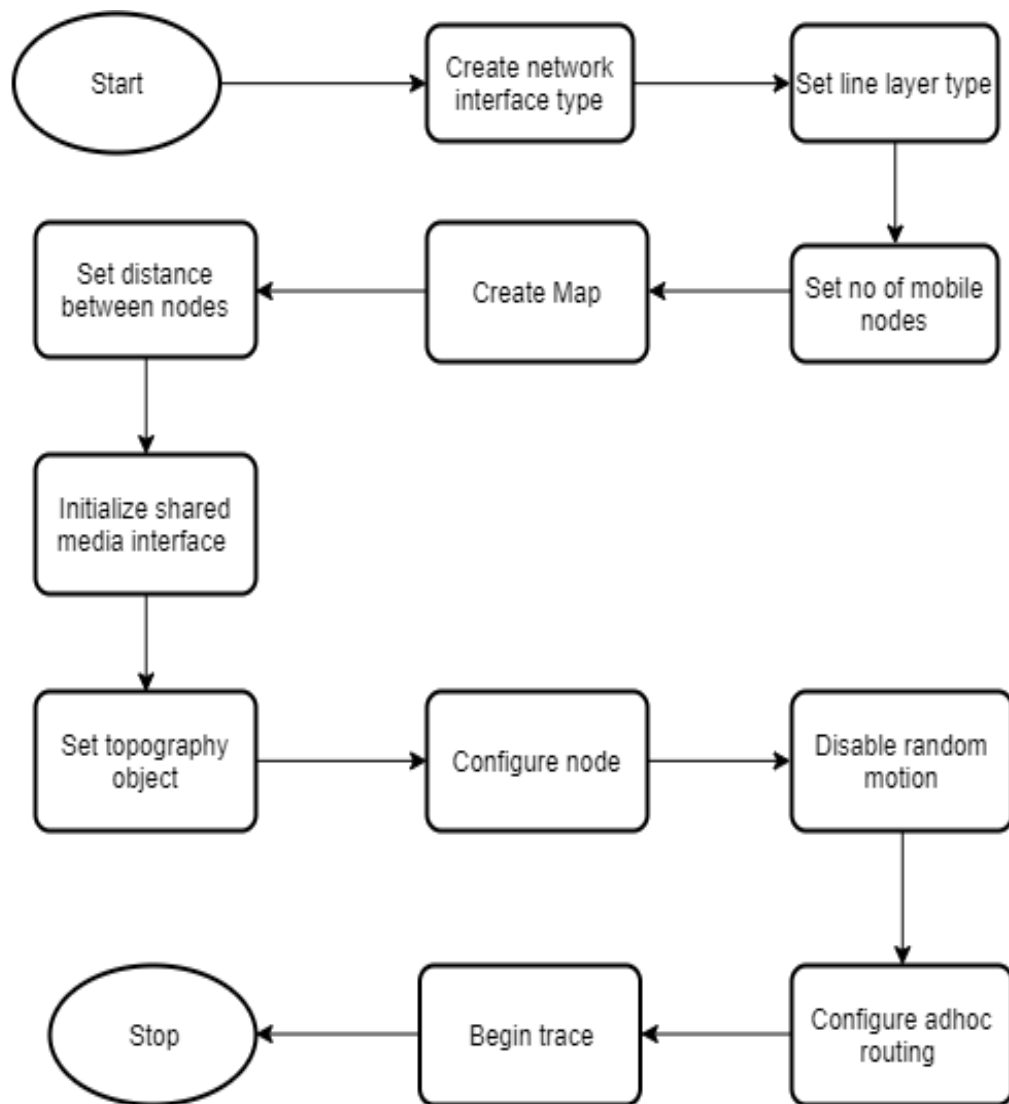 Start
Create network
interface type
Set line layer type
Set no of mobile
nodes
Create Map
Set distance
between nodes
Initialize shared
media interface
Set topography
object
Configure node
Disable random
motion
Configure adhoc
routing
Begin trace
Stop